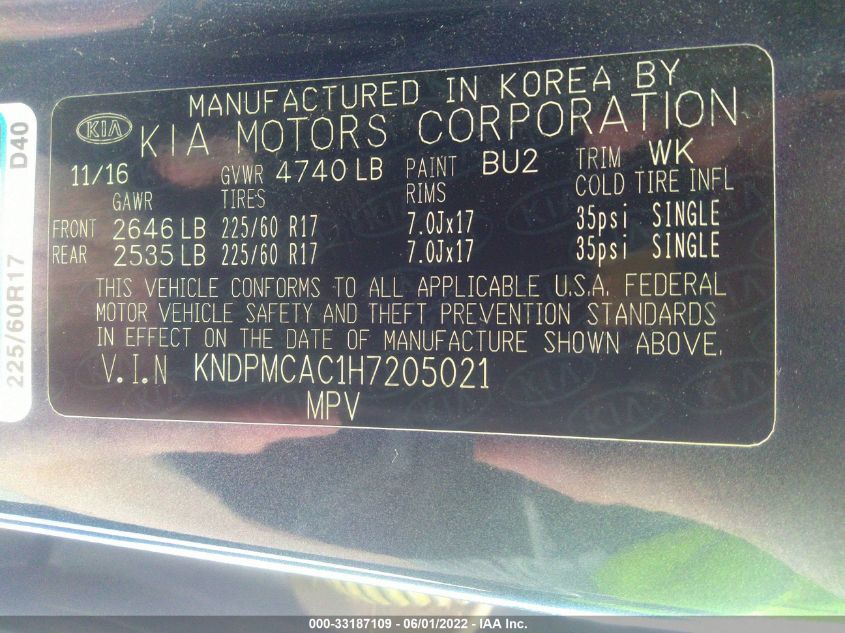 MANUFACTURED IN KOREA BY
KIA KIA MOTORS CORPORATION
11/16 GVWR 4740 LB PAINT BU2 TRIM WK
GAWR TIRES RIMS COLD TIRE INFL
FRONT 2646 LB 225/60 R17 7.0Jx17 35psi SINGLE
REAR 2535 LB 225/60 R17 7.0Jx17 35psi SINGLE
THIS VEHICLE CONFORMS TO ALL APPLICABLE U.S.A. FEDERAL
MOTOR VEHICLE SAFETY AND THEFT PREVENTION STANDARDS
IN EFFECT ON THE DATE OF MANUFACTURE SHOWN ABOVE.
V.I.N KNDPMCAC1H7205021
MPV
225/60R17 D40
000-33187109 - 06/01/2022 - IAA Inc.